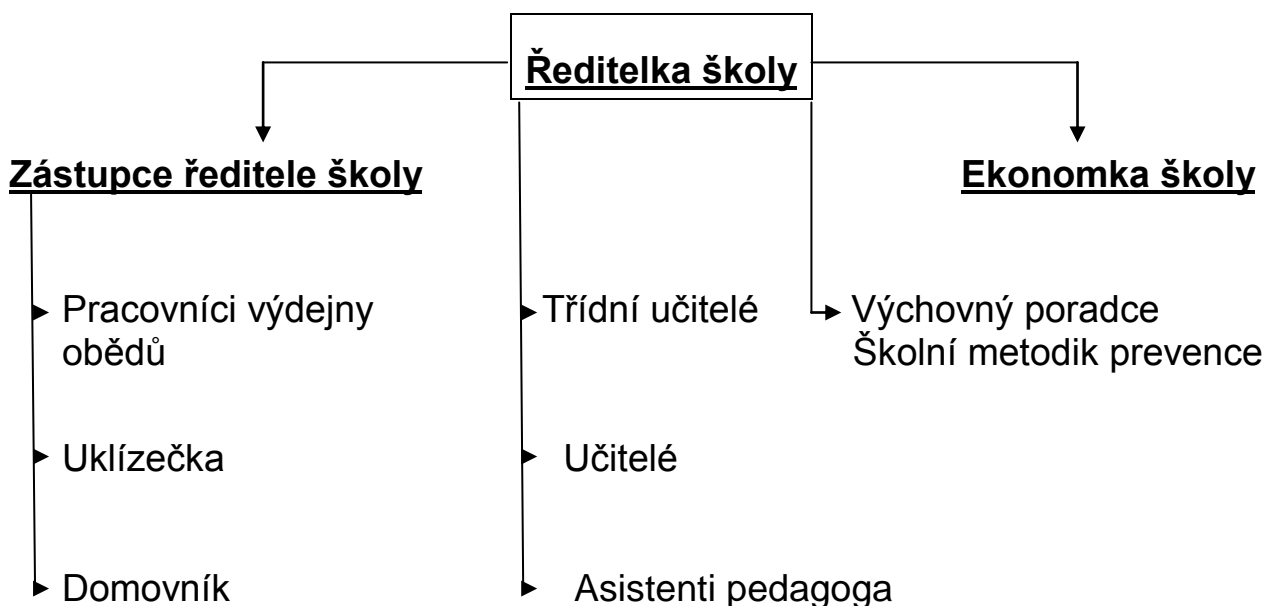 Ředitelka školy
Zástupce ředitele školy
Ekonomka školy
Pracovníci výdejny
obědů
Třídní učitelé
Výchovný poradce
Školní metodik prevence
Uklízečka
Učitelé
Domovník
Asistenti pedagoga